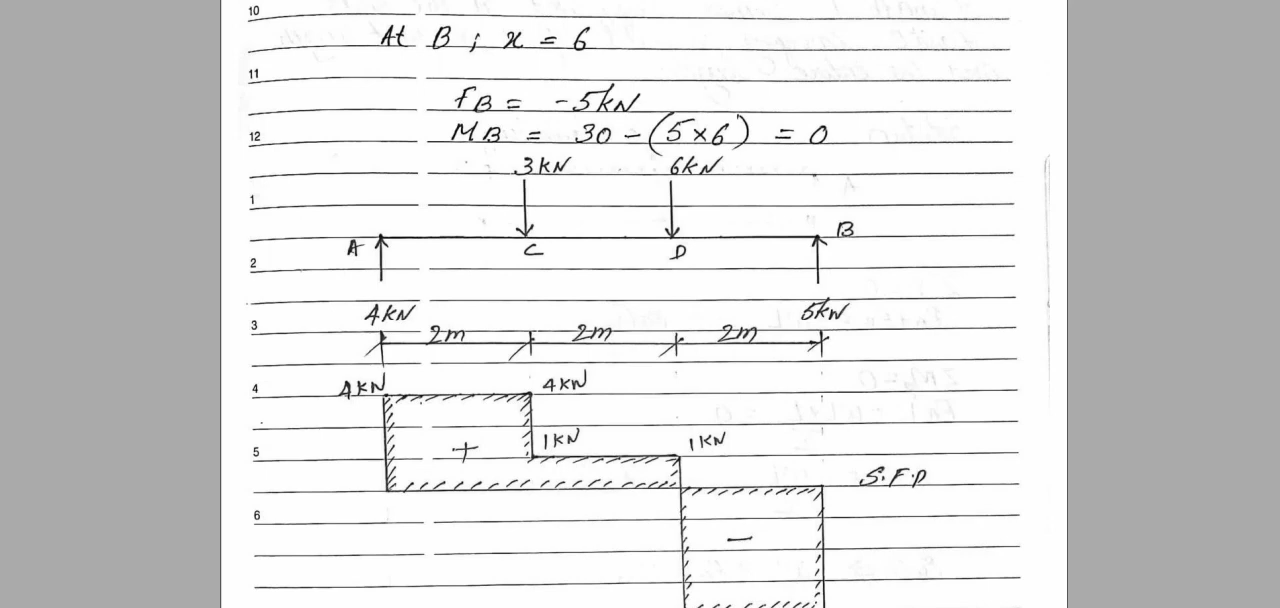 10
At B ; x = 6
11
FB = -5kN
12
MB = 30 - (5×6) = 0
3kN 6kN
1
A C D B
2
4kN 5kN
3
2m 2m 2m
4
4kN 4kN
5
1kN 1kN
+
S.F.D
6
-